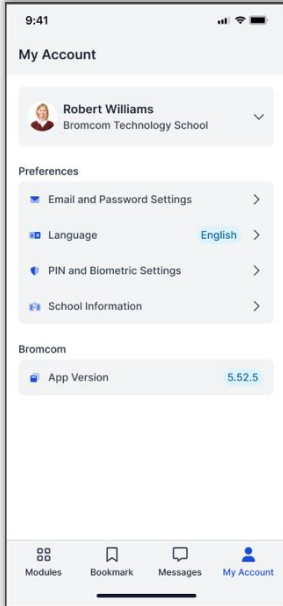 9:41
My Account
Robert Williams
Bromcom Technology School
Preferences
Email and Password Settings
Language English
PIN and Biometric Settings
School Information
Bromcom
App Version 5.52.5
Modules Bookmark Messages My Account